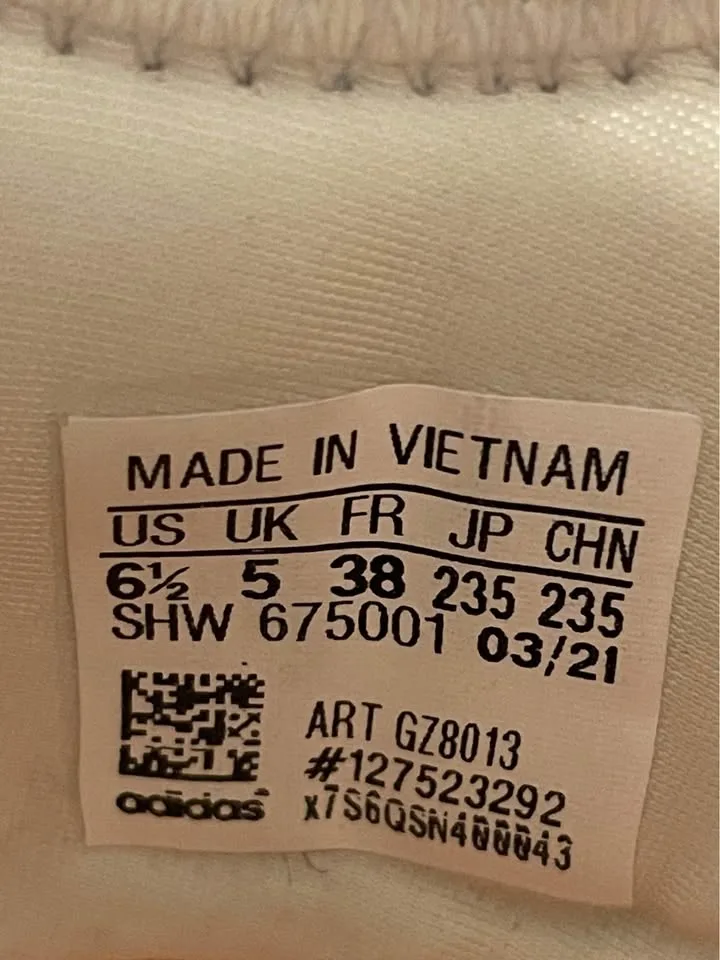 MADE IN VIETNAM
US UK FR JP CHN
6½ 5 38 235 235
SHW 675001 03/21
ART GZ8013
#127523292
adidas